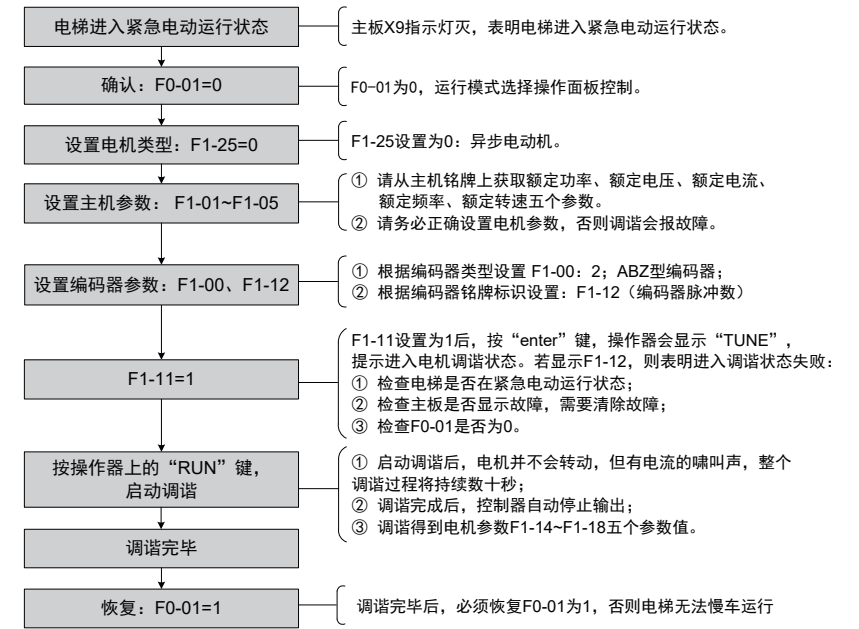 电梯进入紧急电动运行状态
主板X9指示灯灭，表明电梯进入紧急电动运行状态。
确认：F0-01=0
F0-01为0，运行模式选择操作面板控制。
设置电机类型：F1-25=0
F1-25设置为0：异步电动机。
设置主机参数： F1-01~F1-05
① 请从主机铭牌上获取额定功率、额定电压、额定电流、
额定频率、额定转速五个参数。
② 请务必正确设置电机参数，否则调谐会报故障。
设置编码器参数：F1-00、F1-12
① 根据编码器类型设置 F1-00：2；ABZ型编码器；
② 根据编码器铭牌标识设置：F1-12（编码器脉冲数）
F1-11=1
F1-11设置为1后，按“enter”键，操作器会显示“TUNE”，
提示进入电机调谐状态。若显示F1-12，则表明进入调谐状态失败：
① 检查电梯是否在紧急电动运行状态；
② 检查主板是否显示故障，需要清除故障；
③ 检查F0-01是否为0。
按操作器上的“RUN”键，
启动调谐
① 启动调谐后，电机并不会转动，但有电流的啸叫声，整个
调谐过程将持续数十秒；
② 调谐完成后，控制器自动停止输出；
③ 调谐得到电机参数F1-14~F1-18五个参数值。
调谐完毕
恢复：F0-01=1
调谐完毕后，必须恢复F0-01为1，否则电梯无法慢车运行